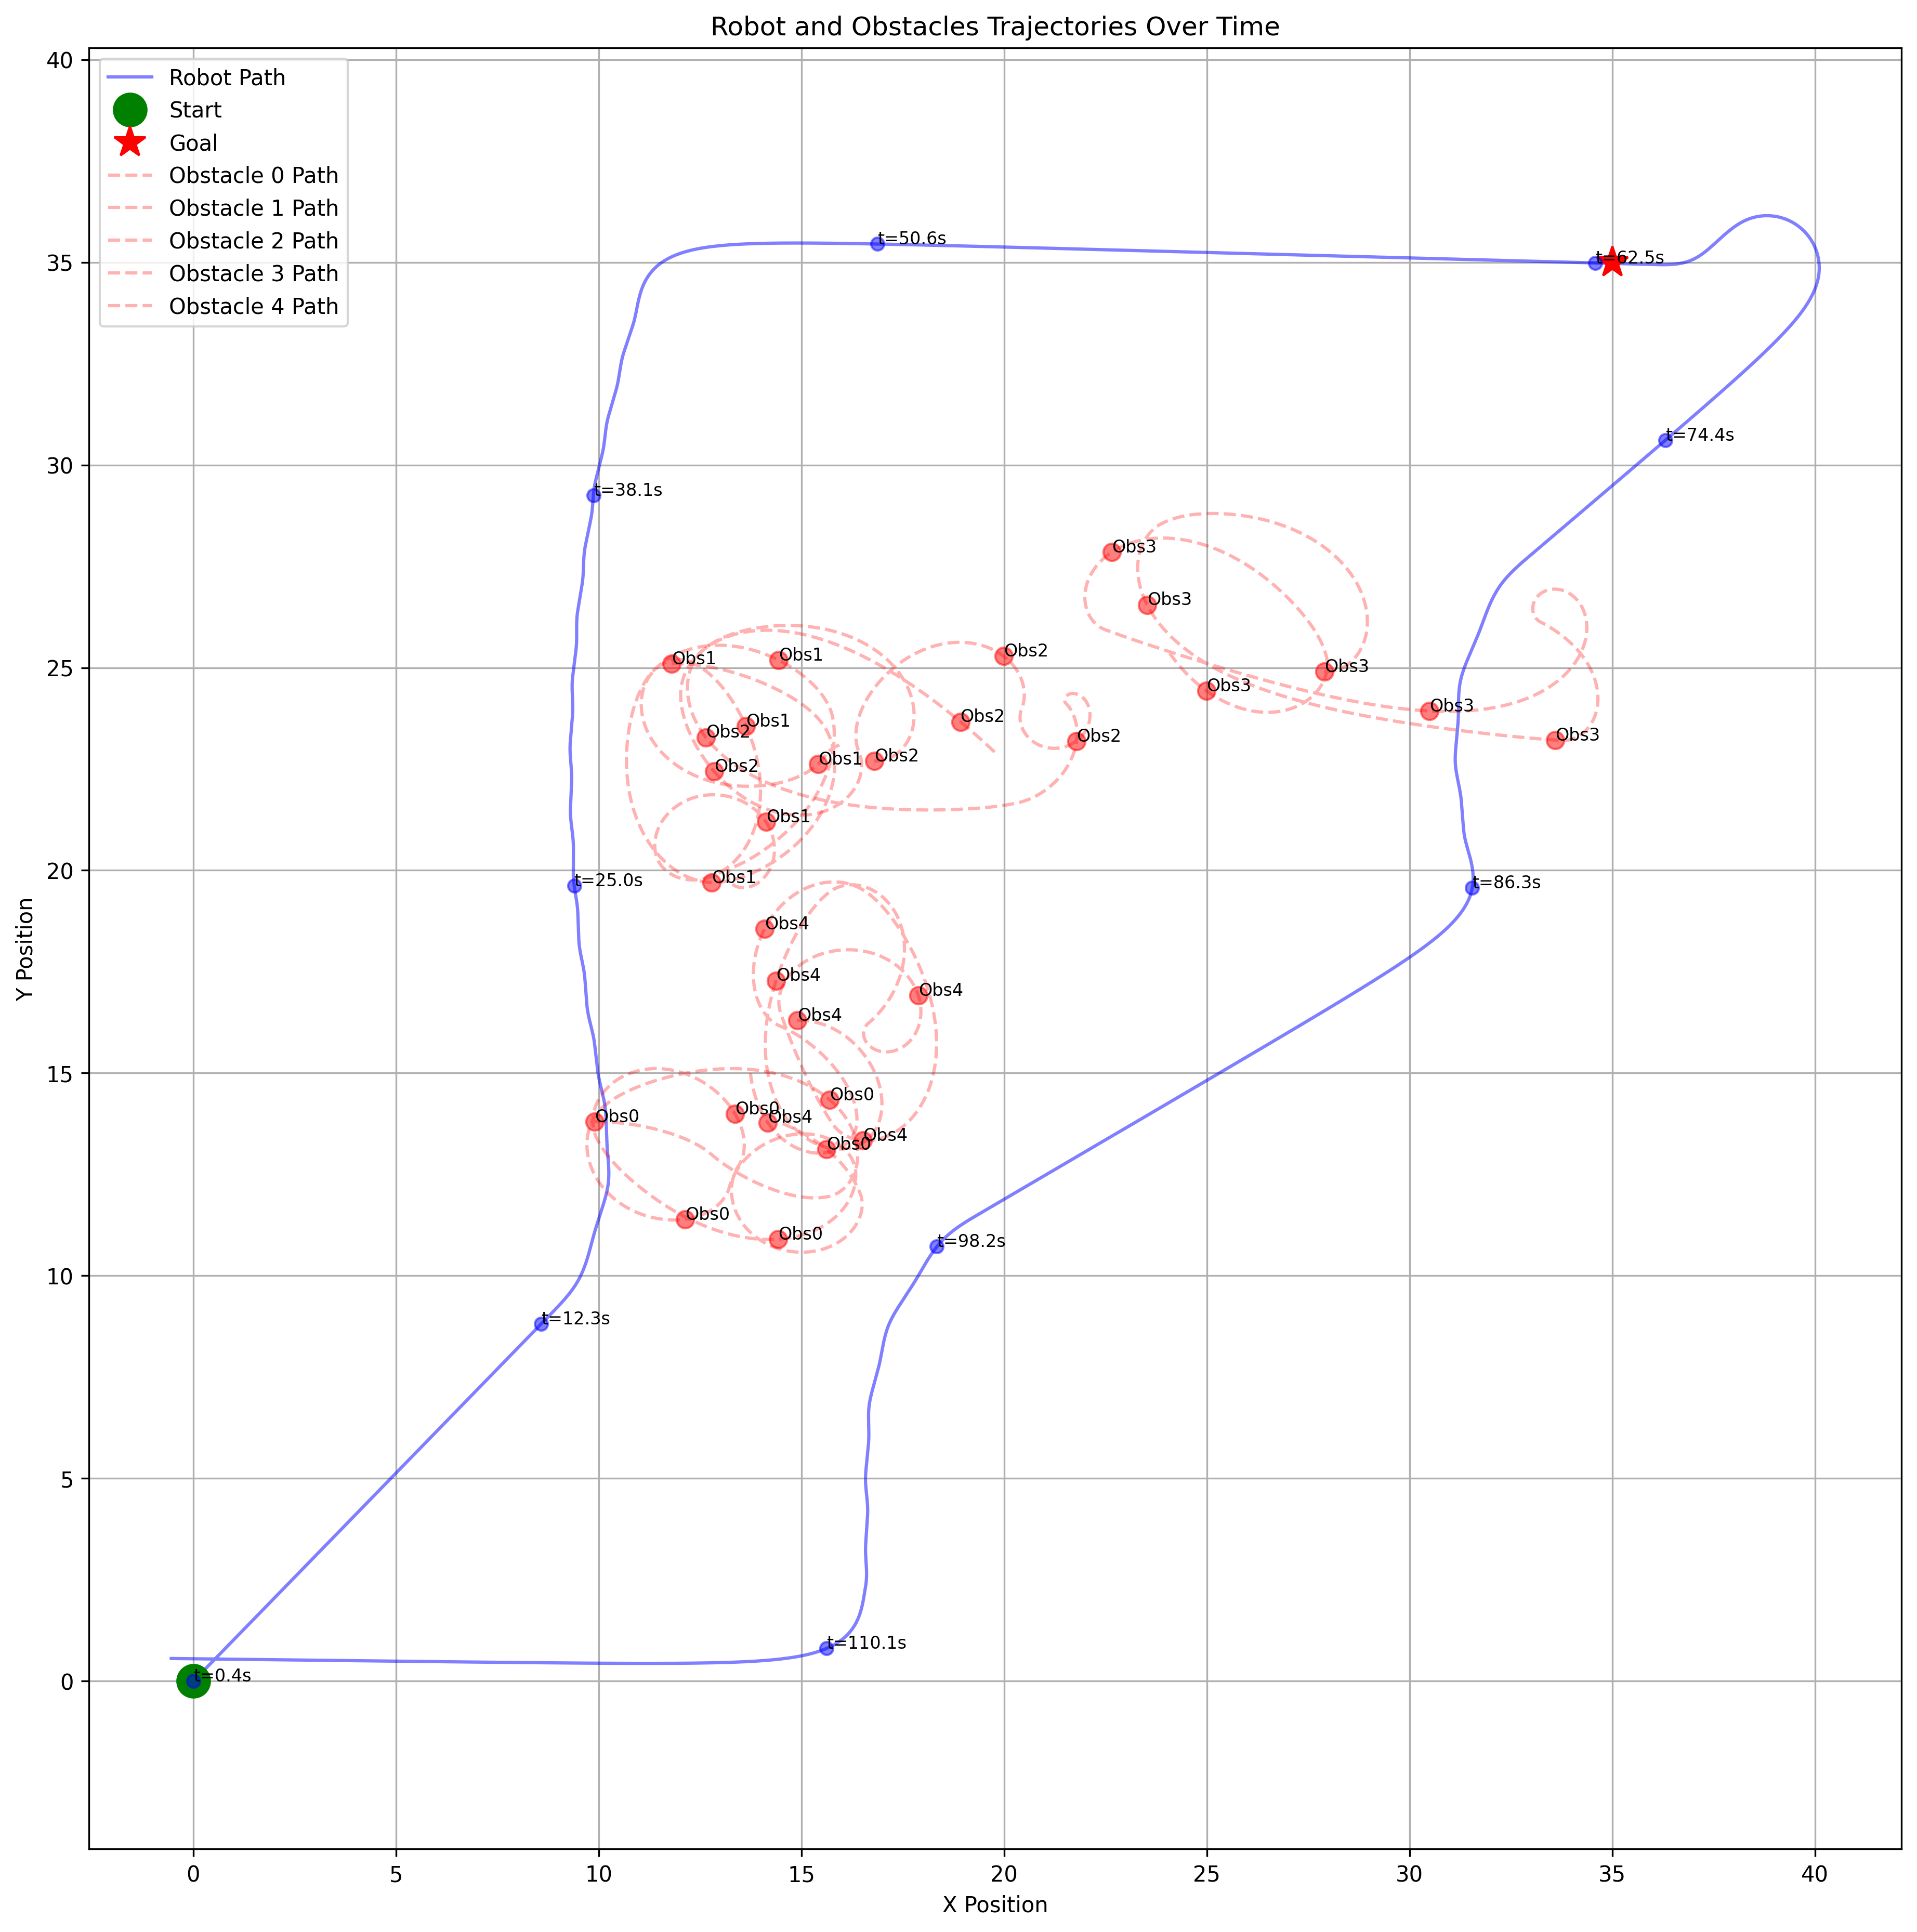 Robot and Obstacles Trajectories Over Time
Robot Path
Start
Goal
Obstacle 0 Path
Obstacle 1 Path
Obstacle 2 Path
Obstacle 3 Path
Obstacle 4 Path
40
35
30
25
20
15
10
5
0
Y Position
t=50.6s
t=62.5s
t=74.4s
t=38.1s
Obs3
Obs3
Obs3
Obs3
Obs3
Obs3
Obs1
Obs1
Obs2
Obs2
Obs1
Obs2
Obs2
Obs1
Obs2
Obs2
Obs1
Obs1
t=25.0s
t=86.3s
Obs4
Obs4
Obs4
Obs4
Obs0
Obs0
Obs0
Obs4
Obs4
Obs0
Obs0
Obs0
t=98.2s
t=12.3s
t=110.1s
t=0.4s
0
5
10
15
20
25
30
35
40
X Position